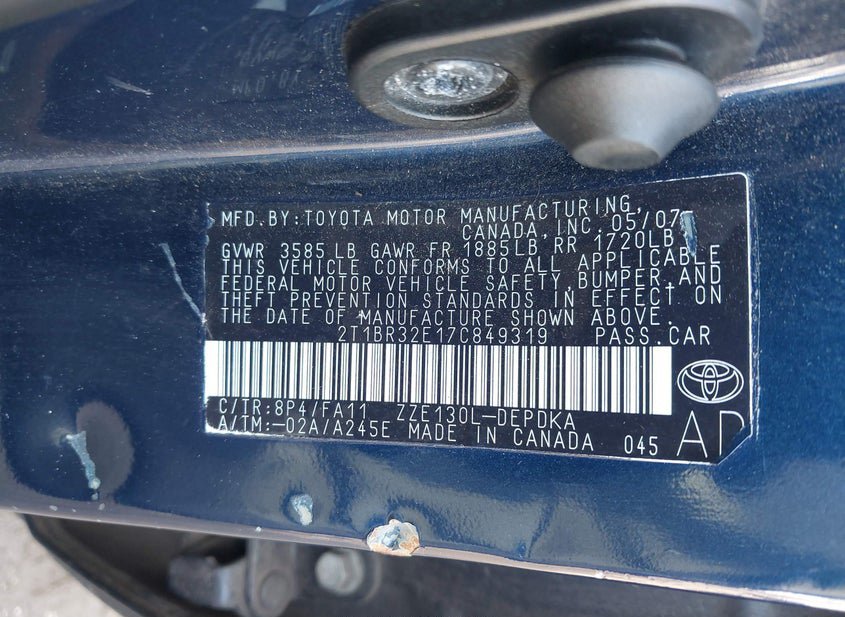 MFD.BY:TOYOTA MOTOR MANUFACTURING,
CANADA,INC. 05/07
GVWR 3585 LB GAWR FR 1885LB RR 1720LB
THIS VEHICLE CONFORMS TO ALL APPLICABLE
FEDERAL MOTOR VEHICLE SAFETY,BUMPER,AND
THEFT PREVENTION STANDARDS IN EFFECT ON
THE DATE OF MANUFACTURE SHOWN ABOVE.
2T1BR32E17C849319 PASS.CAR
C/TR:8P4/FA11 ZZE130L-DEPDKA
A/TM:-02A/A245E MADE IN CANADA 045 AD